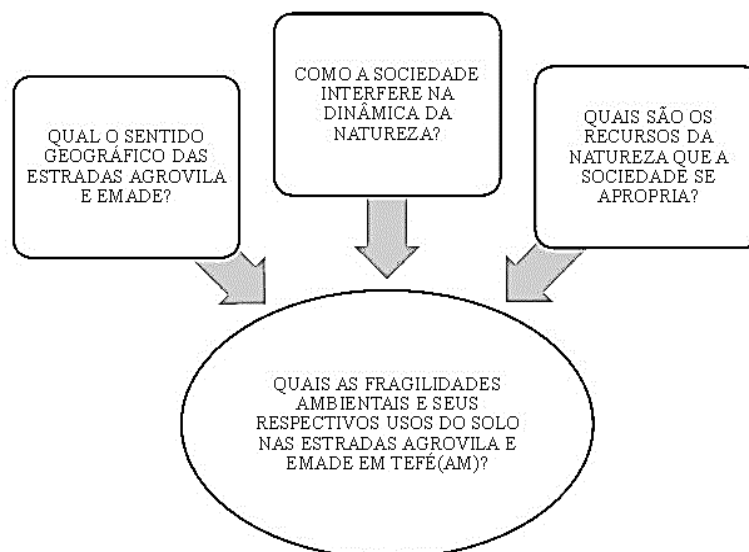 QUAL O SENTIDO
GEOGRÁFICO DAS
ESTRADAS AGROVILA
E EMADE?
COMO A SOCIEDADE
INTERFERE NA
DINÂMICA DA
NATUREZA?
QUAIS SÃO OS
RECURSOS DA
NATUREZA QUE A
SOCIEDADE SE
APROPRIA?
QUAIS AS FRAGILIDADES
AMBIENTAIS E SEUS
RESPECTIVOS USOS DO SOLO
NAS ESTRADAS AGROVILA E
EMADE EM TEFÉ(AM)?